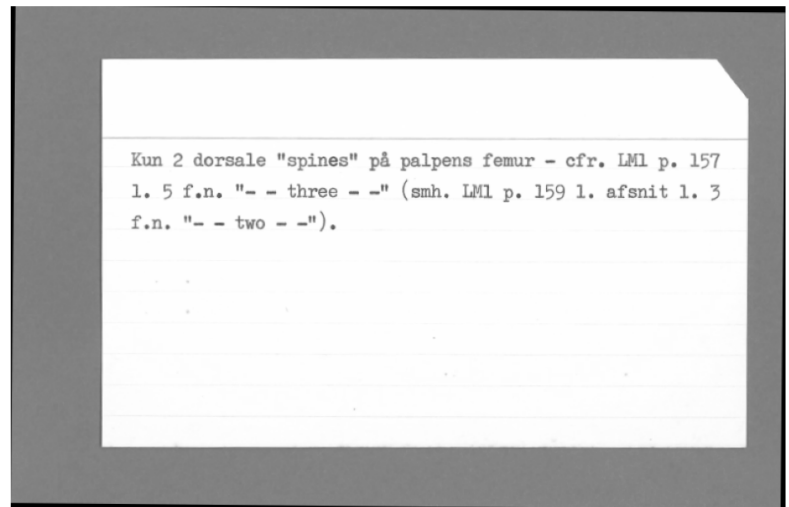 Kun 2 dorsale "spines" på palpens femur - cfr. LM1 p. 157
l. 5 f.n. "- - three - -" (smh. LM1 p. 159 l. afsnit l. 3
f.n. "- - two - -").